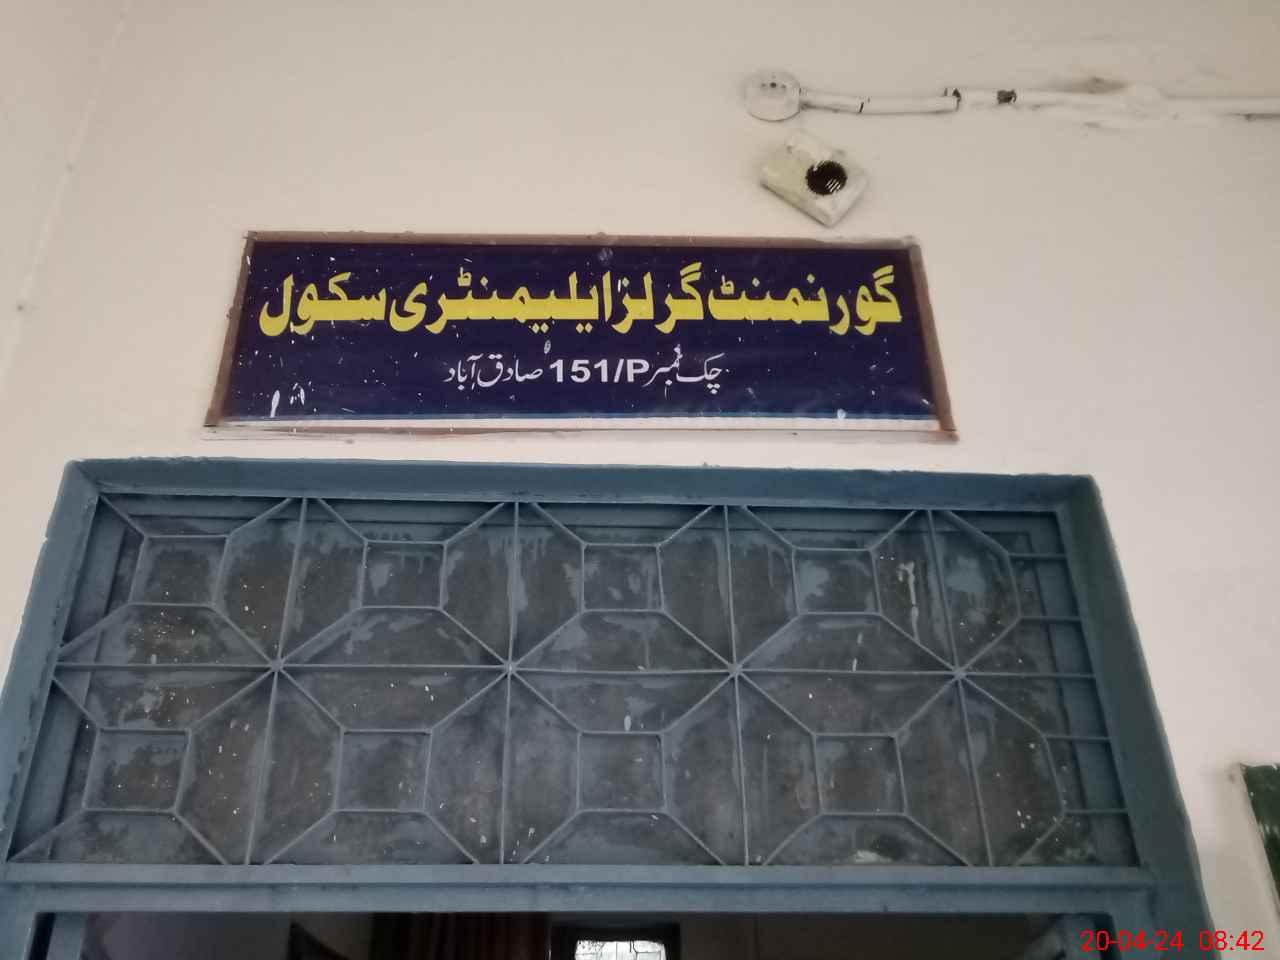 گورنمنٹ گرلز ایلیمنٹری سکول
چک نمبر 151/P صادق آباد
20-04-24 08:42